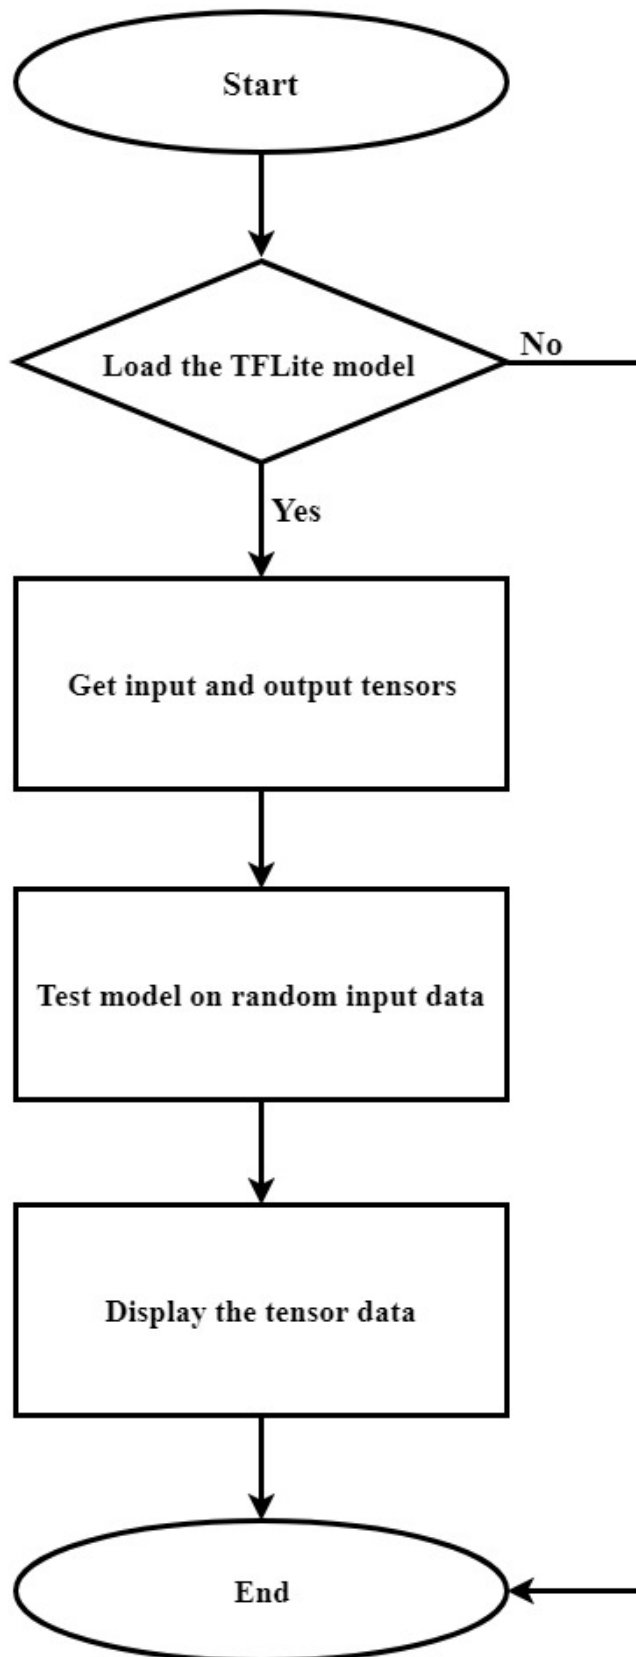 Start
Load the TFLite model
No
Yes
Get input and output tensors
Test model on random input data
Display the tensor data
End